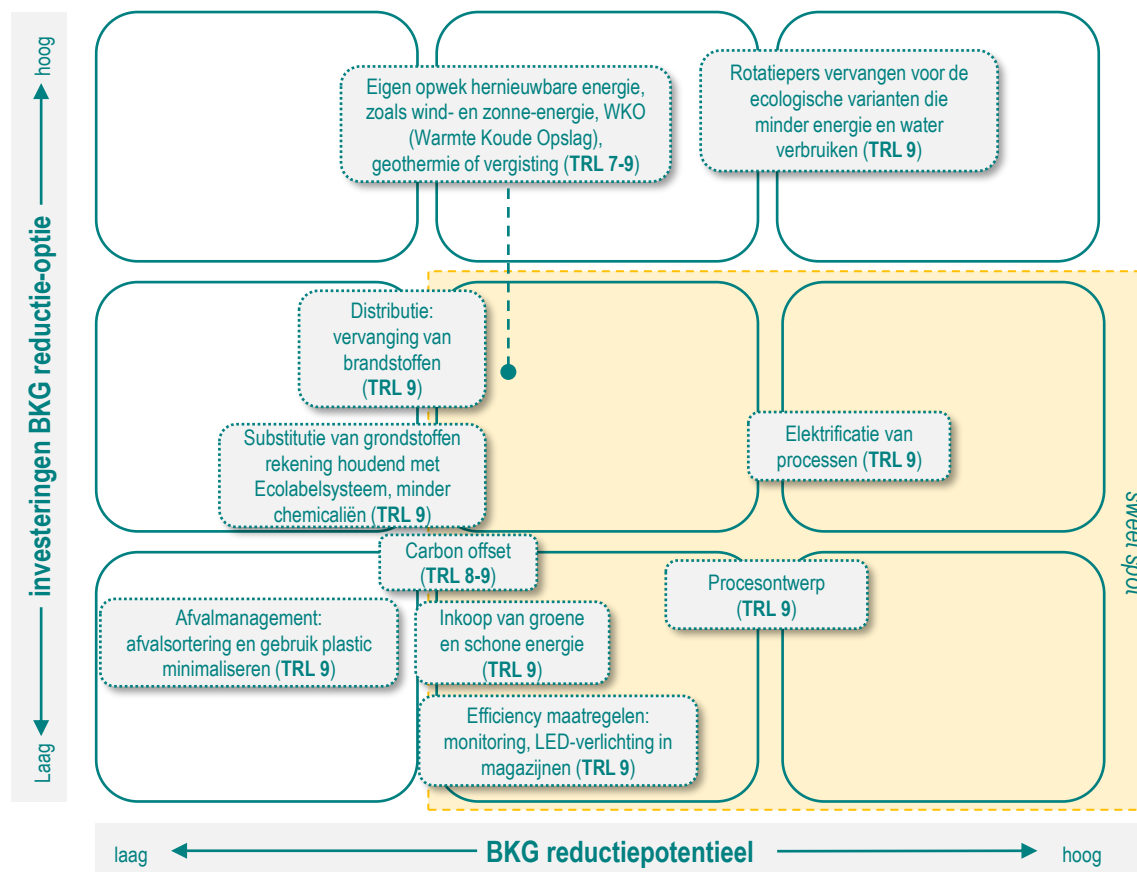 hoog
investeringen BKG reductie-optie
Laag
Eigen opwek hernieuwbare energie,
zoals wind- en zonne-energie, WKO
(Warmte Koude Opslag),
geothermie of vergisting (TRL 7-9)
Rotatiepers vervangen voor de
ecologische varianten die
minder energie en water
verbruiken (TRL 9)
Distributie:
vervanging van
brandstoffen
(TRL 9)
Substitutie van grondstoffen
rekening houdend met
Ecolabelsysteem, minder
chemicaliën (TRL 9)
Elektrificatie van
processen (TRL 9)
sweet spot
Carbon offset
(TRL 8-9)
Procesontwerp
(TRL 9)
Afvalmanagement:
afvalsortering en gebruik plastic
minimaliseren (TRL 9)
Inkoop van groene
en schone energie
(TRL 9)
Efficiency maatregelen:
monitoring, LED-verlichting in
magazijnen (TRL 9)
laag
BKG reductiepotentieel
hoog